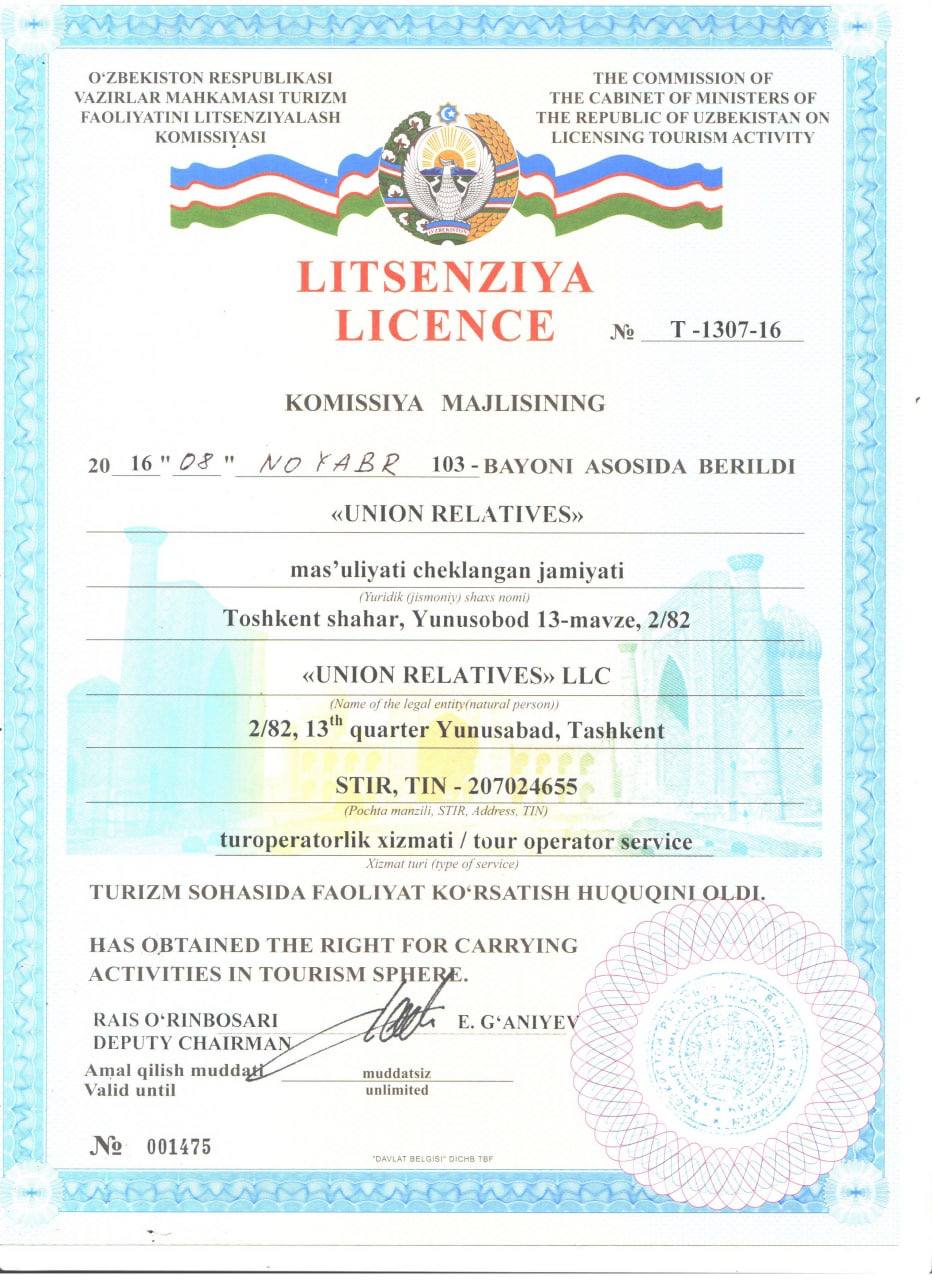 O‘ZBEKISTON RESPUBLIKASI
VAZIRLAR MAHKAMASI TURIZM
FAOLIYATINI LITSENZIYALASH
KOMISSIYASI
THE COMMISSION OF
THE CABINET OF MINISTERS OF
THE REPUBLIC OF UZBEKISTAN ON
LICENSING TOURISM ACTIVITY
O‘ZBEKISTON
LITSENZIYA
LICENCE
№ T -1307-16
KOMISSIYA MAJLISINING
20 16 " 08 " NOYABR 103 - BAYONI ASOSIDA BERILDI
«UNION RELATIVES»
mas’uliyati cheklangan jamiyati
(Yuridik (jismoniy) shaxs nomi)
Toshkent shahar, Yunusobod 13-mavze, 2/82
«UNION RELATIVES» LLC
(Name of the legal entity(natural person))
2/82, 13th quarter Yunusabad, Tashkent
STIR, TIN - 207024655
(Pochta manzili, STIR, Address, TIN)
turoperatorlik xizmati / tour operator service
Xizmat turi (type of service)
TURIZM SOHASIDA FAOLIYAT KO‘RSATISH HUQUQINI OLDI.
HAS OBTAINED THE RIGHT FOR CARRYING
ACTIVITIES IN TOURISM SPHERE.
RAIS O‘RINBOSARI
DEPUTY CHAIRMAN
E. G‘ANIYEV
Amal qilish muddati muddatsiz
Valid until unlimited
№ 001475
"DAVLAT BELGISI" DICHB TBF